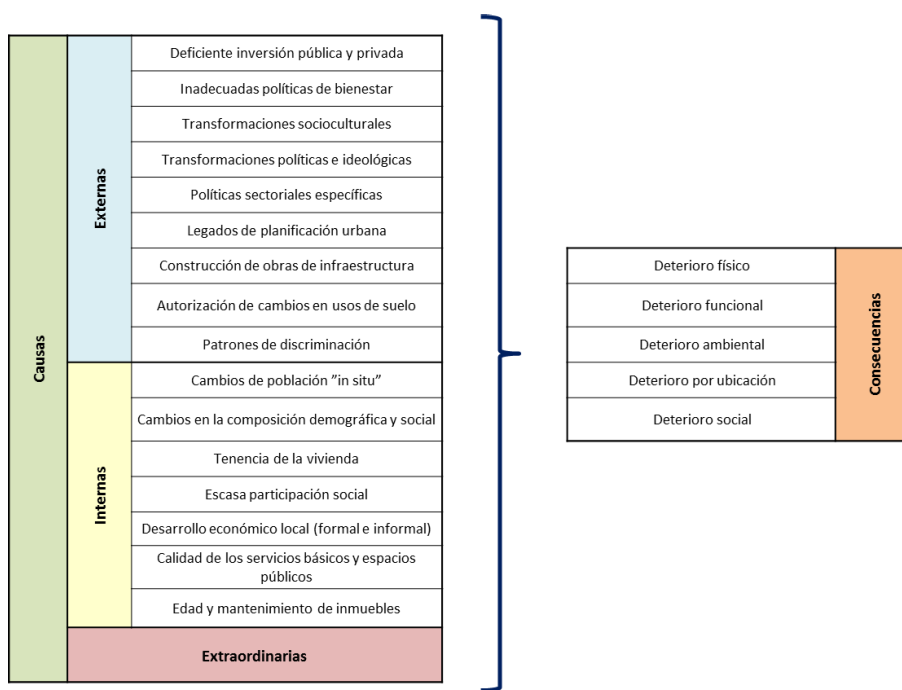 Causas
Externas
Deficiente inversión pública y privada
Inadecuadas políticas de bienestar
Transformaciones socioculturales
Transformaciones políticas e ideológicas
Políticas sectoriales específicas
Legados de planificación urbana
Construcción de obras de infraestructura
Autorización de cambios en usos de suelo
Patrones de discriminación
Internas
Cambios de población ”in situ”
Cambios en la composición demográfica y social
Tenencia de la vivienda
Escasa participación social
Desarrollo económico local (formal e informal)
Calidad de los servicios básicos y espacios
públicos
Edad y mantenimiento de inmuebles
Extraordinarias
Deterioro físico
Deterioro funcional
Deterioro ambiental
Deterioro por ubicación
Deterioro social
Consecuencias